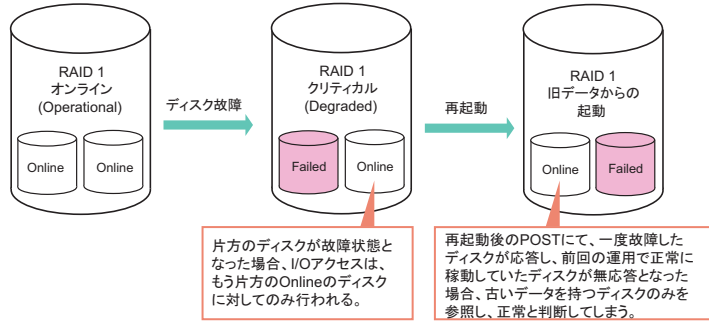 RAID 1
オンライン
(Operational)
Online
Online
ディスク故障
RAID 1
クリティカル
(Degraded)
Failed
Online
再起動
RAID 1
旧データからの
起動
Online
Failed
片方のディスクが故障状態と
なった場合、I/Oアクセスは、
もう片方のOnlineのディスク
に対してのみ行われる。
再起動後のPOSTにて、一度故障した
ディスクが応答し、前回の運用で正常に
稼動していたディスクが無応答となった
場合、古いデータを持つディスクのみを
参照し、正常と判断してしまう。